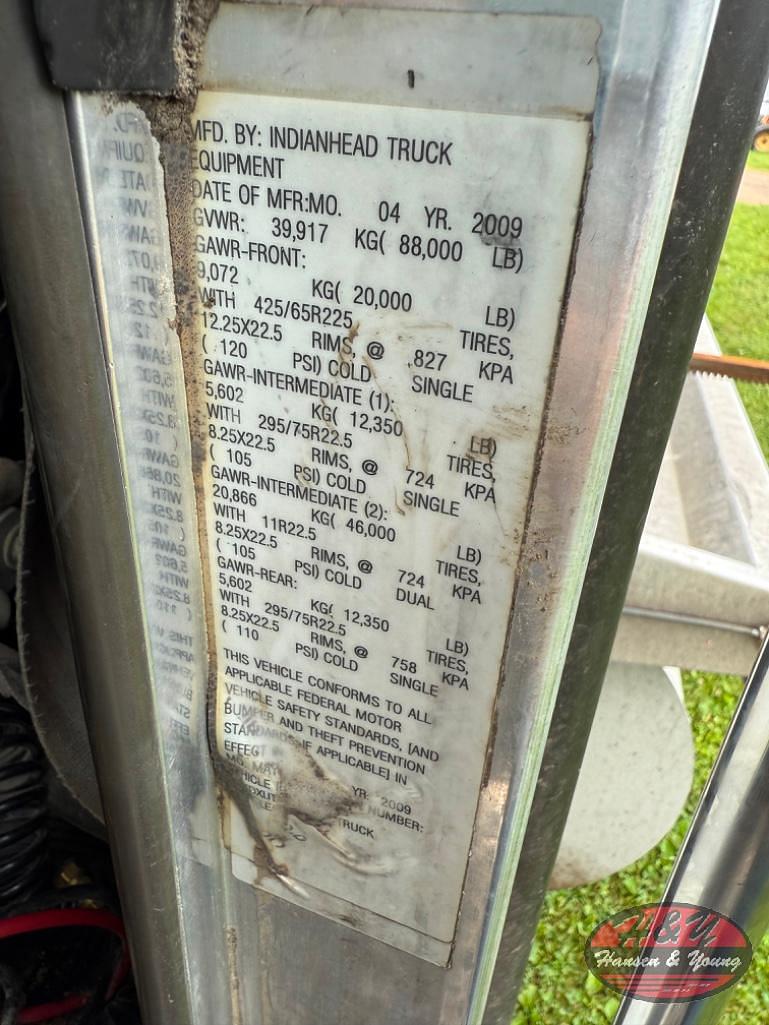 MFD. BY: INDIANHEAD TRUCK
EQUIPMENT
DATE OF MFR:MO. 04 YR. 2009
GVWR: 39,917 KG( 88,000 LB)
GAWR-FRONT:
9,072 KG( 20,000 LB)
WITH 425/65R225 TIRES,
12.25X22.5 RIMS, @ 827 KPA
( 120 PSI) COLD SINGLE
GAWR-INTERMEDIATE (1):
5,602 KG( 12,350 LB)
WITH 295/75R22.5 TIRES,
8.25X22.5 RIMS, @ 724 KPA
( 105 PSI) COLD SINGLE
GAWR-INTERMEDIATE (2):
20,866 KG( 46,000 LB)
WITH 11R22.5 TIRES,
8.25X22.5 RIMS, @ 724 KPA
( 105 PSI) COLD DUAL
GAWR-REAR:
5,602 KG( 12,350 LB)
WITH 295/75R22.5 TIRES,
8.25X22.5 RIMS, @ 758 KPA
( 110 PSI) COLD SINGLE
THIS VEHICLE CONFORMS TO ALL
APPLICABLE FEDERAL MOTOR
VEHICLE SAFETY STANDARDS, [AND
BUMPER AND THEFT PREVENTION
STANDARDS, IF APPLICABLE] IN
EFFECT
MO. MAY YR. 2009
NUMBER:
TRUCK
H&Y
Hansen & Young